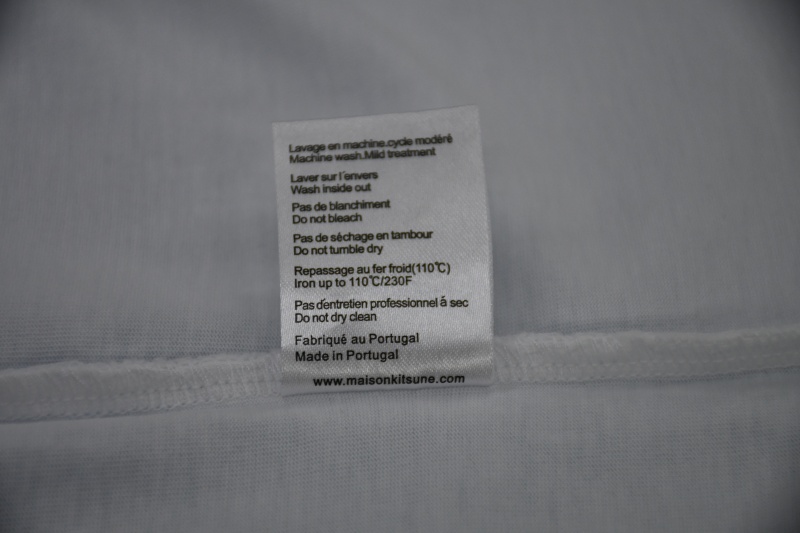 Lavage en machine.cycle modéré
Machine wash.Mild treatment
Laver sur l'envers
Wash inside out
Pas de blanchiment
Do not bleach
Pas de séchage en tambour
Do not tumble dry
Repassage au fer froid(110℃)
Iron up to 110℃/230F
Pas d'entretien professionnel á sec
Do not dry clean
Fabriqué au Portugal
Made in Portugal
www.maisonkitsune.com